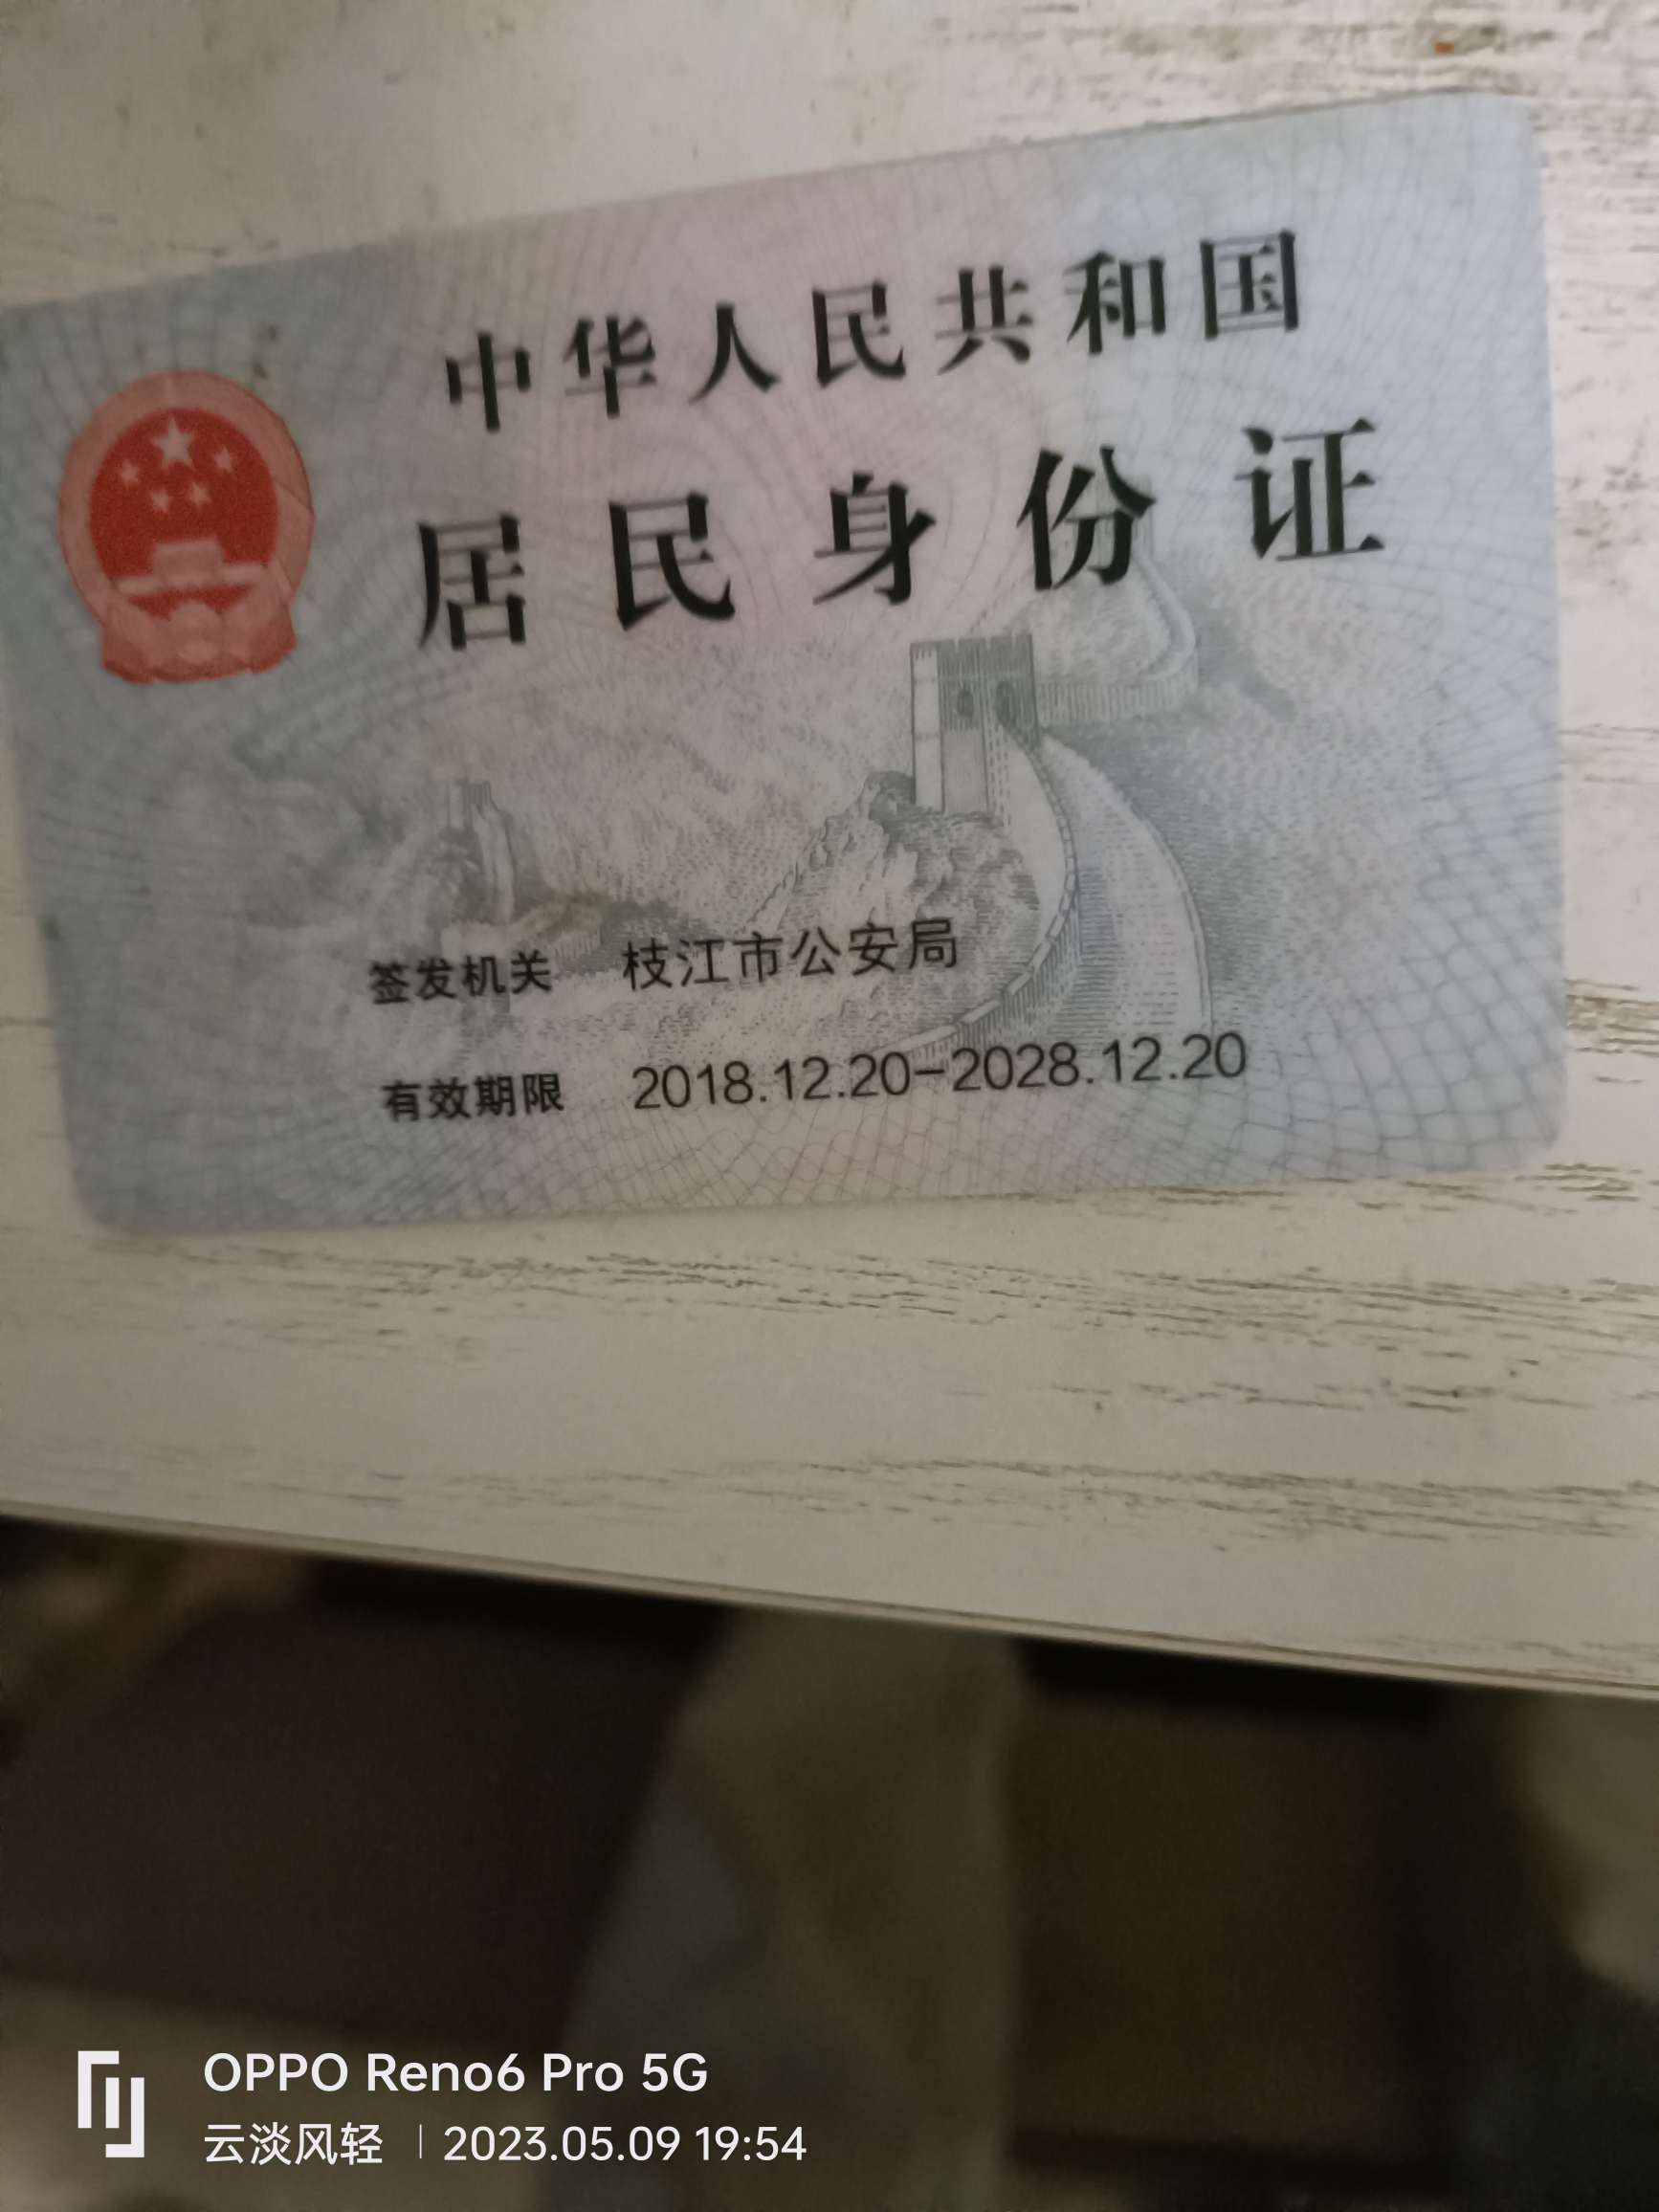 中华人民共和国
居民身份证
签发机关 枝江市公安局
有效期限 2018.12.20-2028.12.20
OPPO Reno6 Pro 5G
云淡风轻 | 2023.05.09 19:54